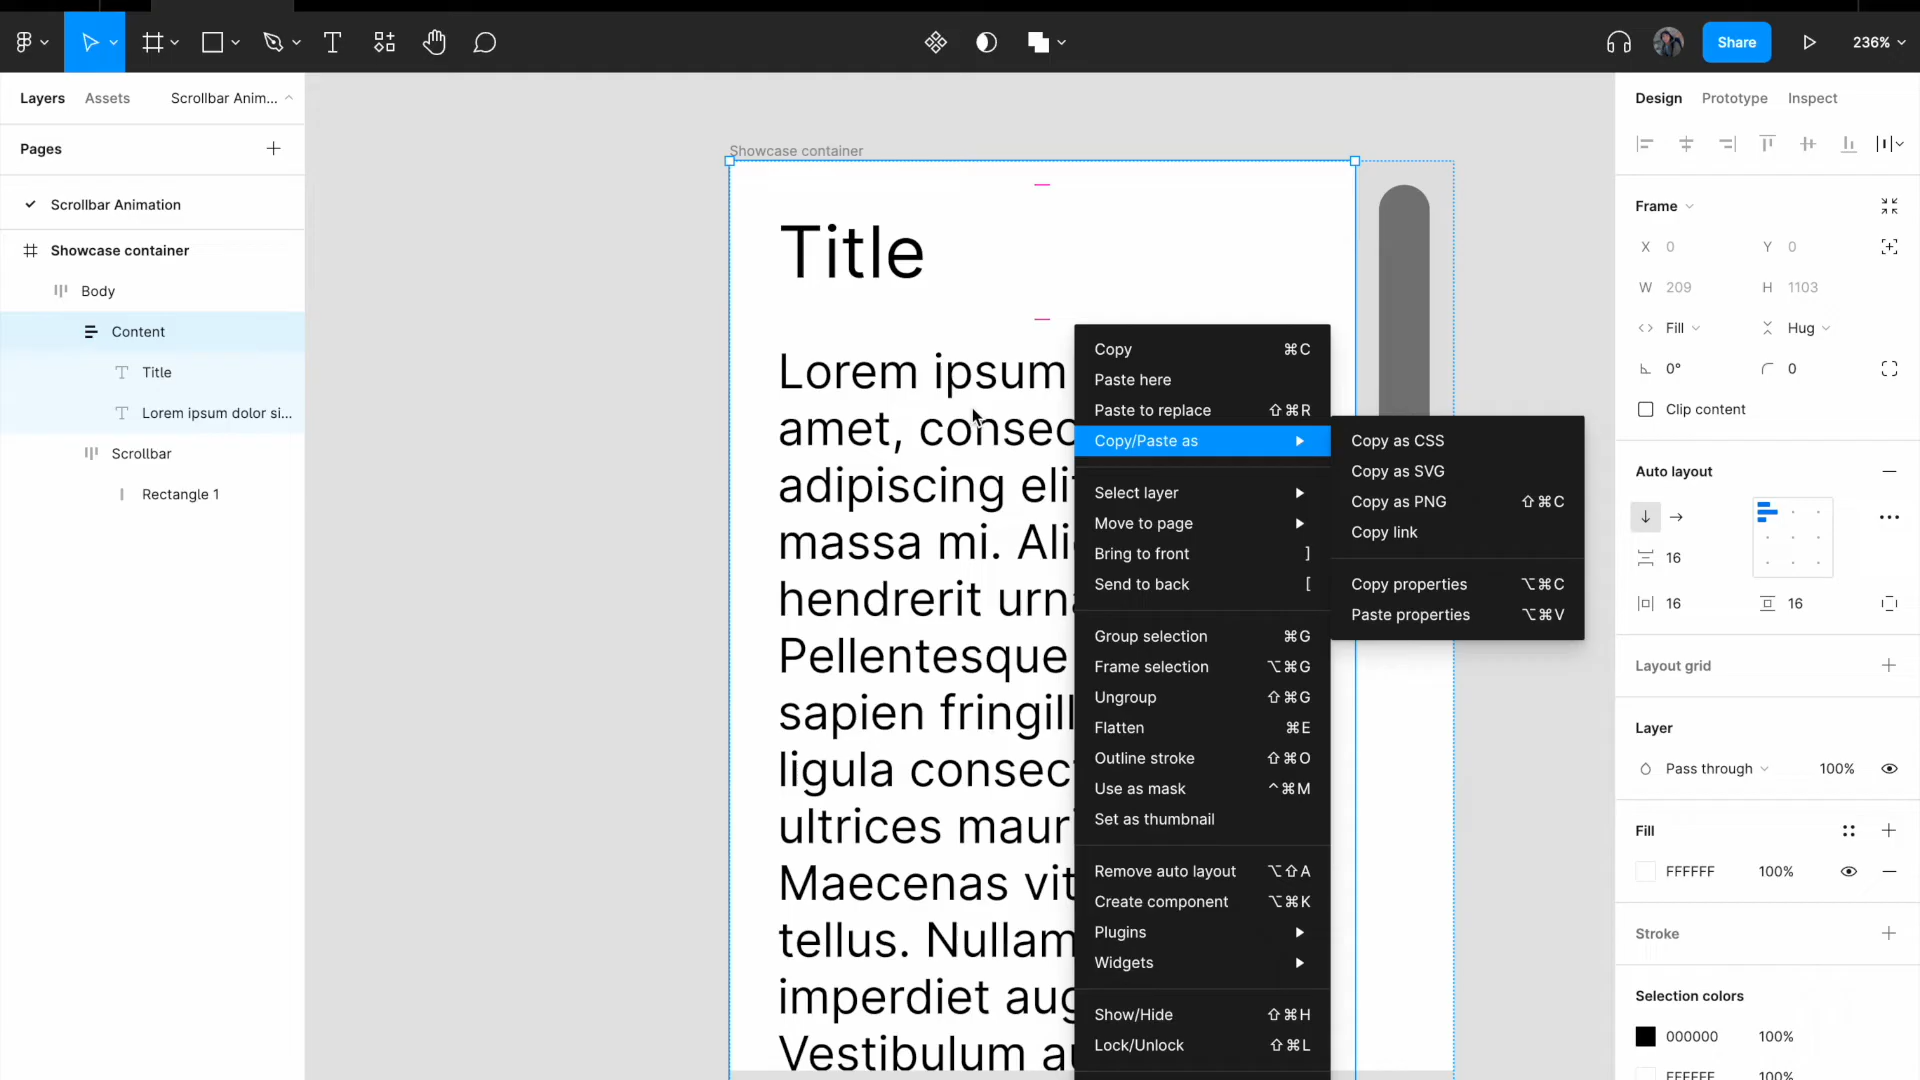 Share
236%
Layers
Assets
Scrollbar Anim...
Pages
Scrollbar Animation
Showcase container
Body
Content
Title
Lorem ipsum dolor si...
Scrollbar
Rectangle 1
Showcase container
Title
Lorem ipsum
amet, consec
adipiscing eli
massa mi. Ali
hendrerit urn
Pellentesque
sapien fringill
ligula consec
ultrices maur
Maecenas vit
tellus. Nullam
imperdiet aug
Vestibulum a
Copy ⌘C
Paste here
Paste to replace ⇧⌘R
Copy/Paste as
Select layer
Move to page
Bring to front ]
Send to back [
Group selection ⌘G
Frame selection ⌥⌘G
Ungroup ⇧⌘G
Flatten ⌘E
Outline stroke ⇧⌘O
Use as mask ^⌘M
Set as thumbnail
Remove auto layout ⌥⇧A
Create component ⌥⌘K
Plugins
Widgets
Show/Hide ⇧⌘H
Lock/Unlock ⇧⌘L
Copy as CSS
Copy as SVG
Copy as PNG ⇧⌘C
Copy link
Copy properties ⌥⌘C
Paste properties ⌥⌘V
Design
Prototype
Inspect
Frame
X 0
Y 0
W 209
H 1103
Fill
Hug
0°
0
Clip content
Auto layout
16
16
16
Layout grid
Layer
Pass through 100%
Fill
FFFFFF 100%
Stroke
Selection colors
000000 100%
FFFFFF 100%